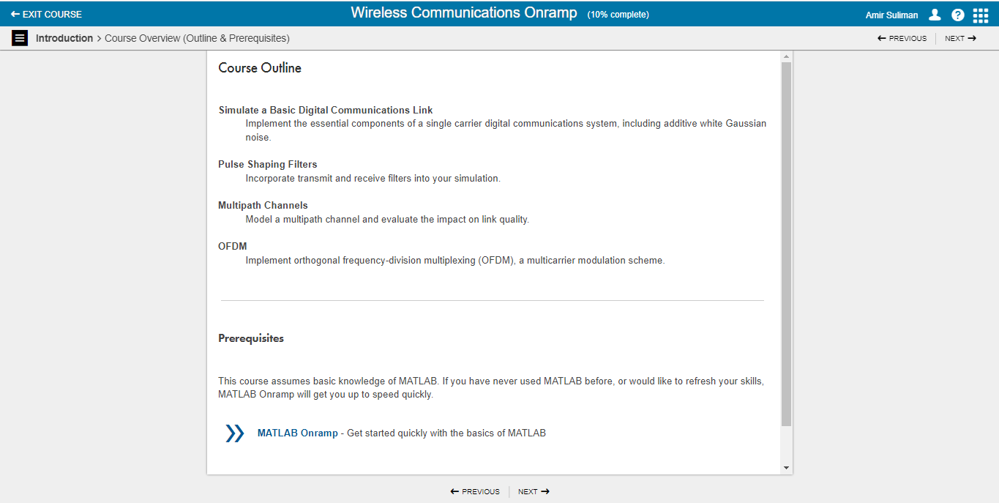 EXIT COURSE
Wireless Communications Onramp (10% complete)
Amir Suliman
Introduction > Course Overview (Outline & Prerequisites)
PREVIOUS
NEXT
Course Outline
Simulate a Basic Digital Communications Link
Implement the essential components of a single carrier digital communications system, including additive white Gaussian
noise.
Pulse Shaping Filters
Incorporate transmit and receive filters into your simulation.
Multipath Channels
Model a multipath channel and evaluate the impact on link quality.
OFDM
Implement orthogonal frequency-division multiplexing (OFDM), a multicarrier modulation scheme.
Prerequisites
This course assumes basic knowledge of MATLAB. If you have never used MATLAB before, or would like to refresh your skills,
MATLAB Onramp will get you up to speed quickly.
MATLAB Onramp - Get started quickly with the basics of MATLAB
PREVIOUS
NEXT